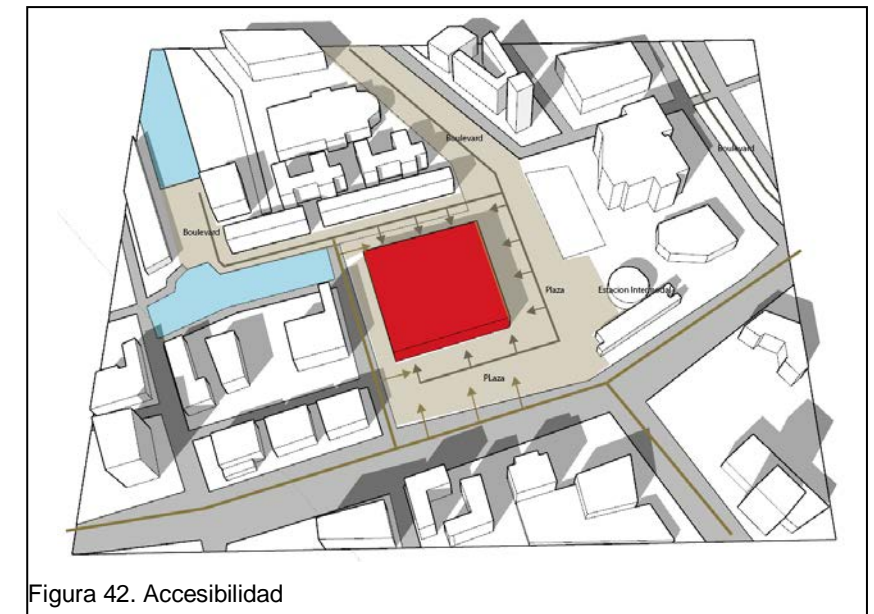 Boulevard
Boulevard
Boulevard
Plaza
Estacion Intermodal
PLaza
Figura 42. Accesibilidad